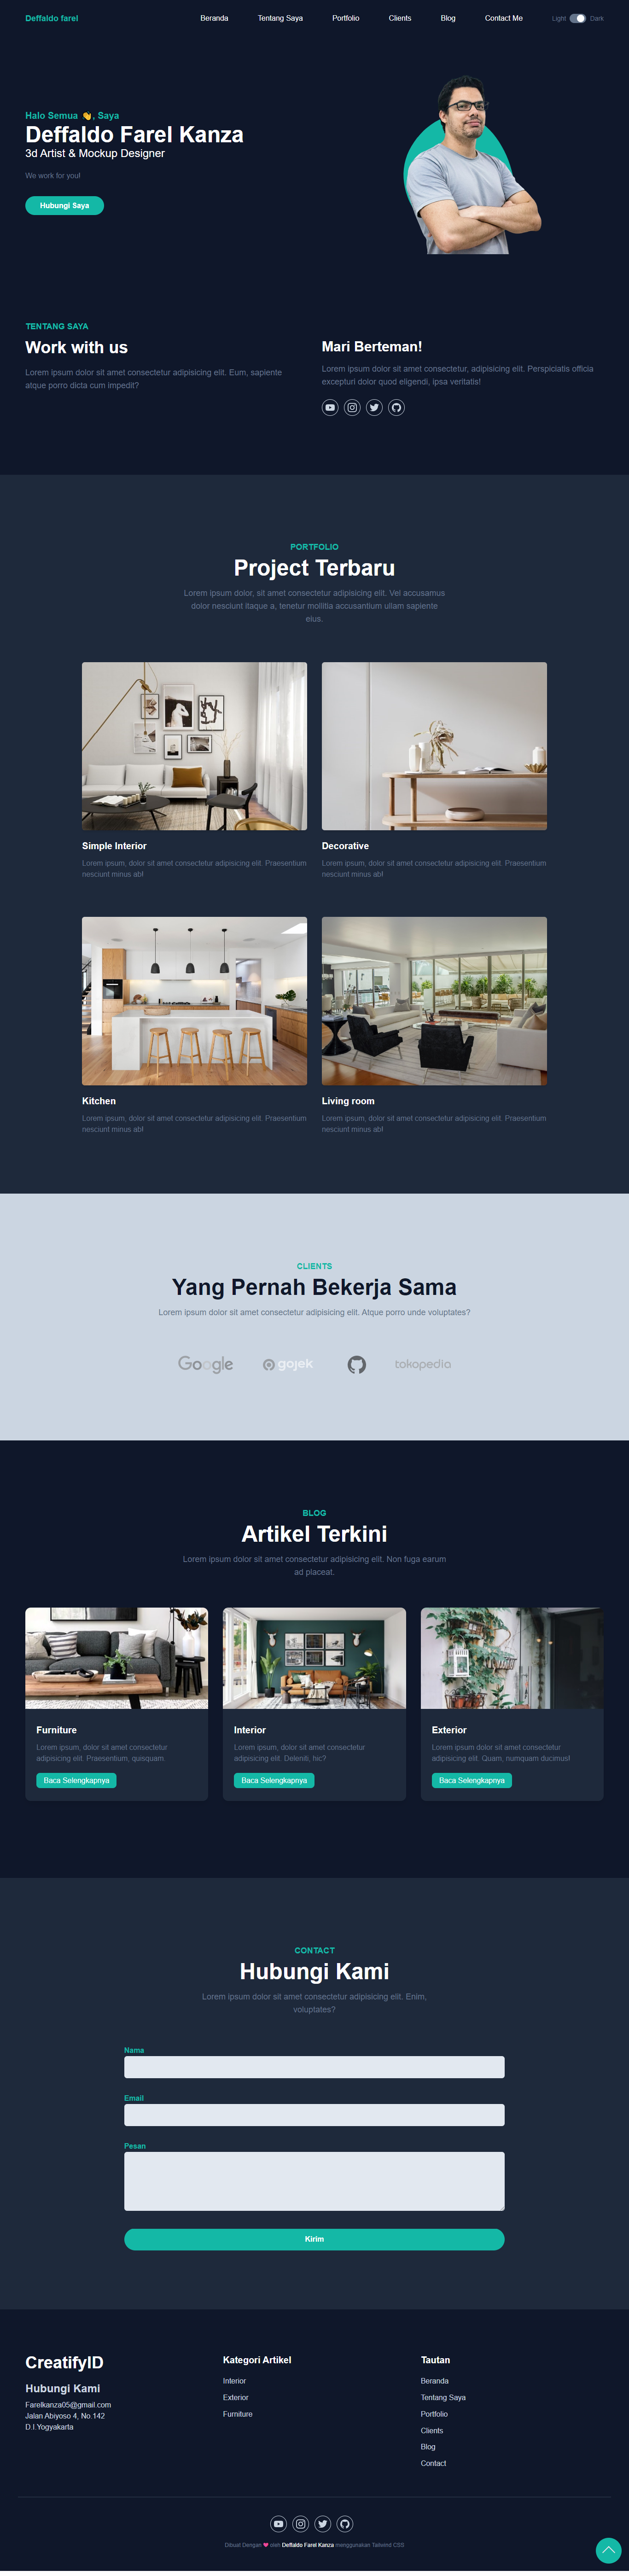 Deffaldo farel
Beranda
Tentang Saya
Portfolio
Clients
Blog
Contact Me
Light
Dark
Halo Semua 👋, Saya
Deffaldo Farel Kanza
3d Artist & Mockup Designer
We work for you!
Hubungi Saya
TENTANG SAYA
Work with us
Lorem ipsum dolor sit amet consectetur adipisicing elit. Eum, sapiente
atque porro dicta cum impedit?
Mari Berteman!
Lorem ipsum dolor sit amet consectetur, adipisicing elit. Perspiciatis officia
excepturi dolor quod eligendi, ipsa veritatis!
PORTFOLIO
Project Terbaru
Lorem ipsum dolor, sit amet consectetur adipisicing elit. Vel accusamus
dolor nesciunt itaque a, tenetur mollitia accusantium ullam sapiente
eius.
Simple Interior
Lorem ipsum, dolor sit amet consectetur adipisicing elit. Praesentium
nesciunt minus ab!
Decorative
Lorem ipsum, dolor sit amet consectetur adipisicing elit. Praesentium
nesciunt minus ab!
Kitchen
Lorem ipsum, dolor sit amet consectetur adipisicing elit. Praesentium
nesciunt minus ab!
Living room
Lorem ipsum, dolor sit amet consectetur adipisicing elit. Praesentium
nesciunt minus ab!
CLIENTS
Yang Pernah Bekerja Sama
Lorem ipsum dolor sit amet consectetur adipisicing elit. Atque porro unde voluptates?
Google
gojek
tokopedia
BLOG
Artikel Terkini
Lorem ipsum dolor sit amet consectetur adipisicing elit. Non fuga earum
ad placeat.
Furniture
Lorem ipsum, dolor sit amet consectetur
adipisicing elit. Praesentium, quisquam.
Baca Selengkapnya
Interior
Lorem ipsum, dolor sit amet consectetur
adipisicing elit. Deleniti, hic?
Baca Selengkapnya
Exterior
Lorem ipsum dolor sit amet consectetur
adipisicing elit. Quam, numquam ducimus!
Baca Selengkapnya
CONTACT
Hubungi Kami
Lorem ipsum dolor sit amet consectetur adipisicing elit. Enim,
voluptates?
Nama
Email
Pesan
Kirim
CreatifyID
Hubungi Kami
Farelkanza05@gmail.com
Jalan Abiyoso 4, No.142
D.I.Yogyakarta
Kategori Artikel
Interior
Exterior
Furniture
Tautan
Beranda
Tentang Saya
Portfolio
Clients
Blog
Contact
Dibuat Dengan ❤ oleh Deffaldo Farel Kanza menggunakan Tailwind CSS